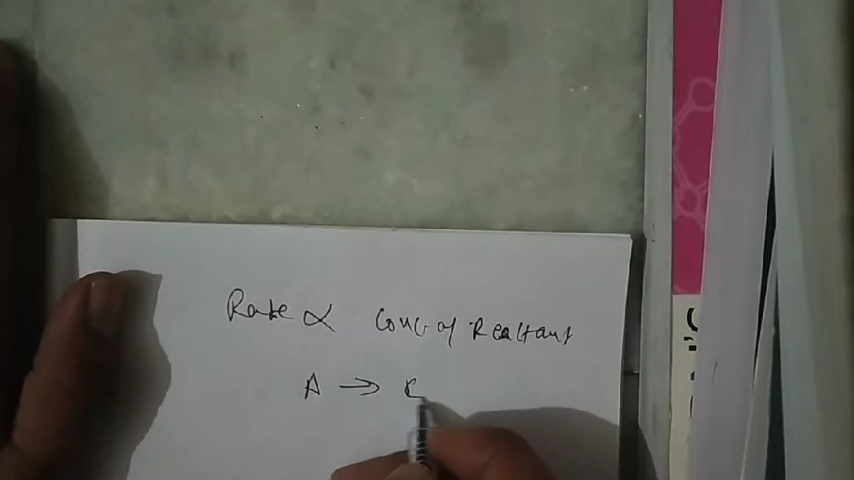 Rate ∝ Conc of Reactant
A →